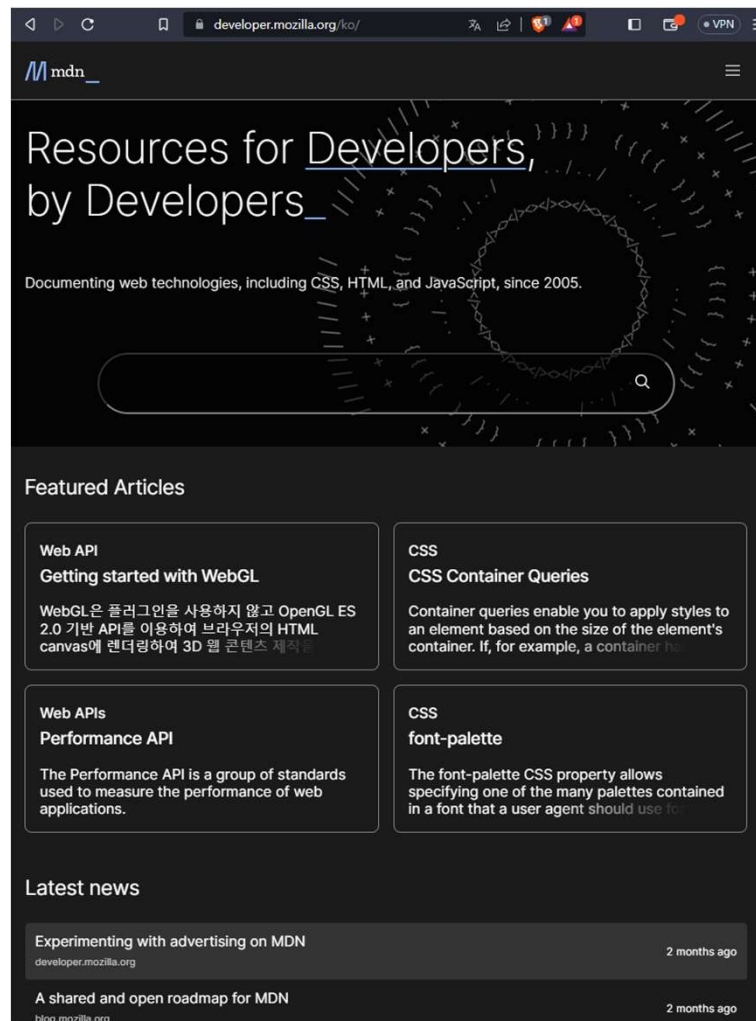 developer.mozilla.org/ko/
1
1
VPN
mdn_
Resources for Developers,
by Developers_
Documenting web technologies, including CSS, HTML, and JavaScript, since 2005.
Featured Articles
Web API
Getting started with WebGL
WebGL은 플러그인을 사용하지 않고 OpenGL ES
2.0 기반 API를 이용하여 브라우저의 HTML
canvas에 렌더링하여 3D 웹 콘텐츠 제작을
CSS
CSS Container Queries
Container queries enable you to apply styles to
an element based on the size of the element's
container. If, for example, a container
Web APIs
Performance API
The Performance API is a group of standards
used to measure the performance of web
applications.
CSS
font-palette
The font-palette CSS property allows
specifying one of the many palettes contained
in a font that a user agent should use
Latest news
Experimenting with advertising on MDN
developer.mozilla.org
2 months ago
A shared and open roadmap for MDN
blog.mozilla.org
2 months ago